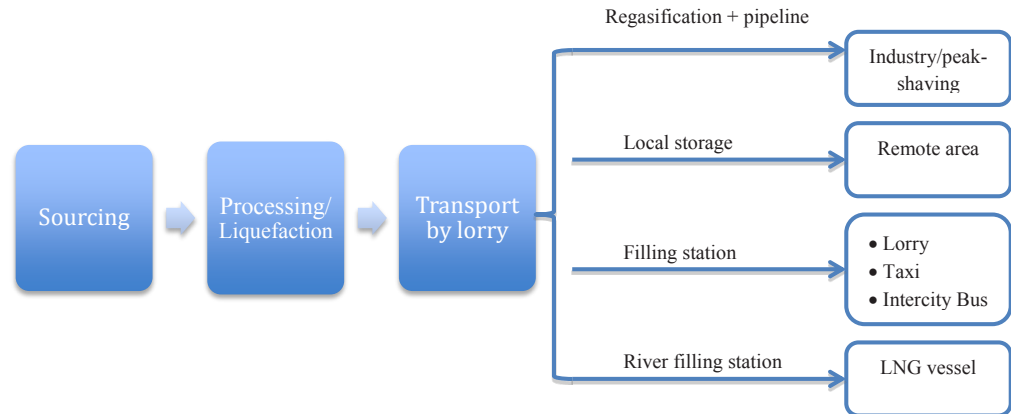 Sourcing
Processing/
Liquefaction
Transport
by lorry
Regasification + pipeline
Industry/peak-
shaving
Local storage
Remote area
Filling station
• Lorry
• Taxi
• Intercity Bus
River filling station
LNG vessel